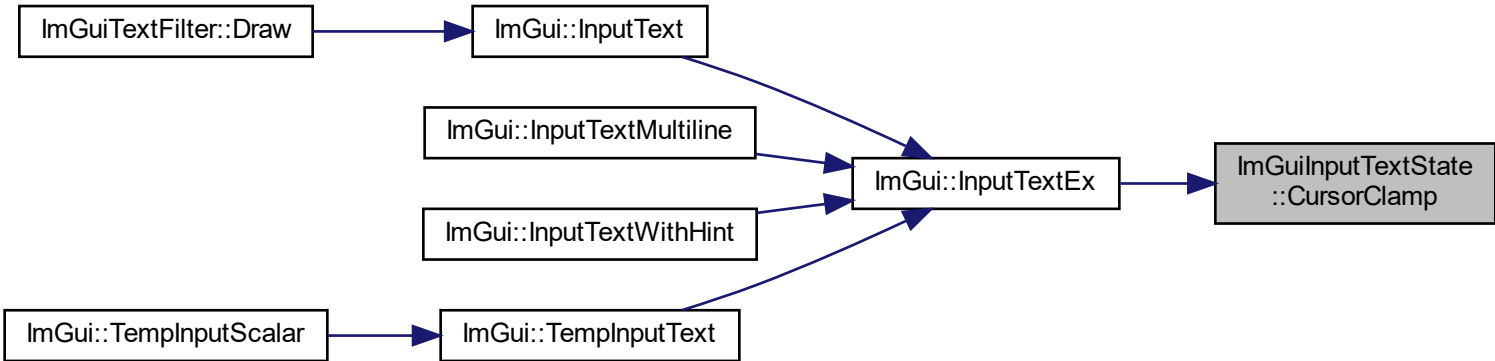 ImGuiTextFilter::Draw
ImGui::InputText
ImGui::InputTextMultiline
ImGui::InputTextEx
ImGuiInputTextState
::CursorClamp
ImGui::InputTextWithHint
ImGui::TempInputScalar
ImGui::TempInputText